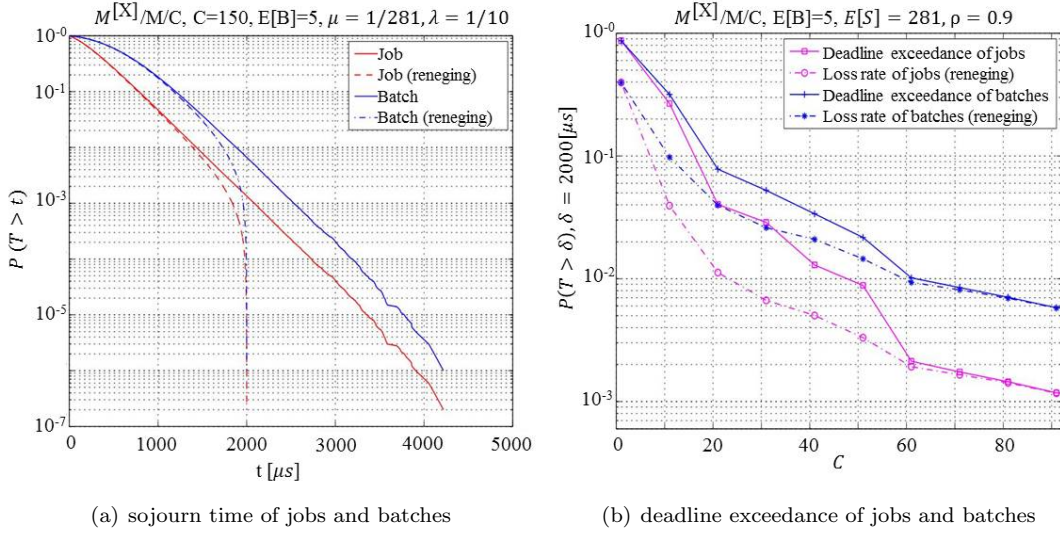 M^[X]/M/C, C=150, E[B]=5, μ = 1/281, λ = 1/10
10^-0
10^-1
10^-3
10^-5
10^-7
P (T > t)
Job
Job (reneging)
Batch
Batch (reneging)
0
1000
2000
3000
4000
5000
t [μs]
(a) sojourn time of jobs and batches
M^[X]/M/C, E[B]=5, E[S] = 281, ρ = 0.9
10^0
10^-1
10^-2
10^-3
P(T > δ), δ = 2000[μs]
Deadline exceedance of jobs
Loss rate of jobs (reneging)
Deadline exceedance of batches
Loss rate of batches (reneging)
0
20
40
60
80
C
(b) deadline exceedance of jobs and batches